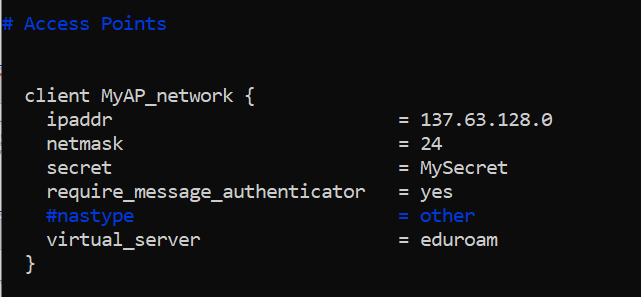 # Access Points
client MyAP_network {
ipaddr = 137.63.128.0
netmask = 24
secret = MySecret
require_message_authenticator = yes
#nastype = other
virtual_server = eduroam
}